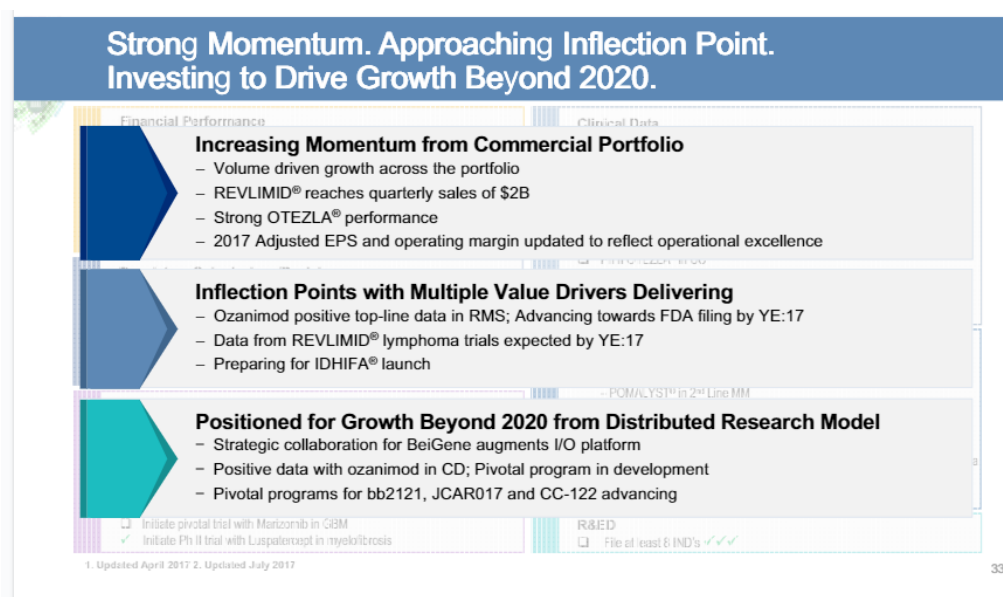 Strong Momentum. Approaching Inflection Point.
Investing to Drive Growth Beyond 2020.
Financial Performance
Clinical Data
Increasing Momentum from Commercial Portfolio
– Volume driven growth across the portfolio
– REVLIMID® reaches quarterly sales of $2B
– Strong OTEZLA® performance
– 2017 Adjusted EPS and operating margin updated to reflect operational excellence
Inflection Points with Multiple Value Drivers Delivering
– Ozanimod positive top-line data in RMS; Advancing towards FDA filing by YE:17
– Data from REVLIMID® lymphoma trials expected by YE:17
– Preparing for IDHIFA® launch
– POMALYST® in 2nd Line MM
Positioned for Growth Beyond 2020 from Distributed Research Model
– Strategic collaboration for BeiGene augments I/O platform
– Positive data with ozanimod in CD; Pivotal program in development
– Pivotal programs for bb2121, JCAR017 and CC-122 advancing
❑ Initiate pivotal trial with Marizomib in GBM
✓ Initiate Ph II trial with Luspatercept in myelofibrosis
R&ED
❑ File at least 8 IND's ✓✓✓
1. Updated April 2017 2. Updated July 2017
33